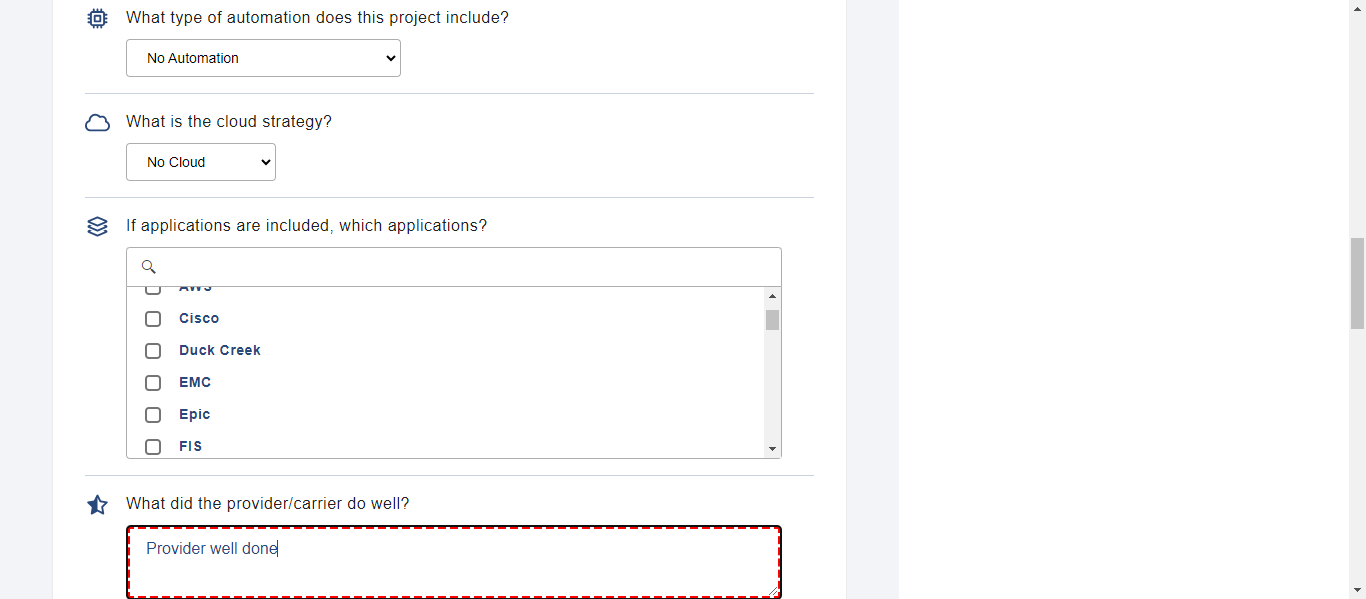 What type of automation does this project include?
No Automation
What is the cloud strategy?
No Cloud
If applications are included, which applications?
AWS
Cisco
Duck Creek
EMC
Epic
FIS
What did the provider/carrier do well?
Provider well done